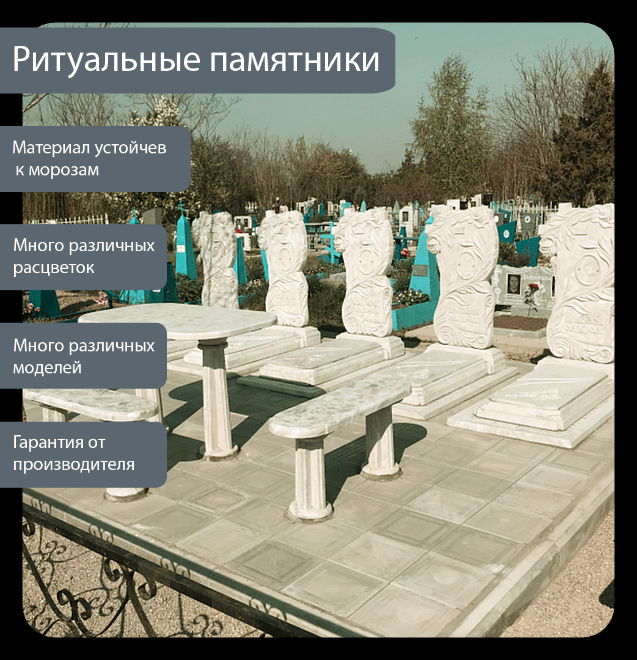 Ритуальные памятники
Материал устойчев
к морозам
Много различных
расцветок
Много различных
моделей
Гарантия от
производителя